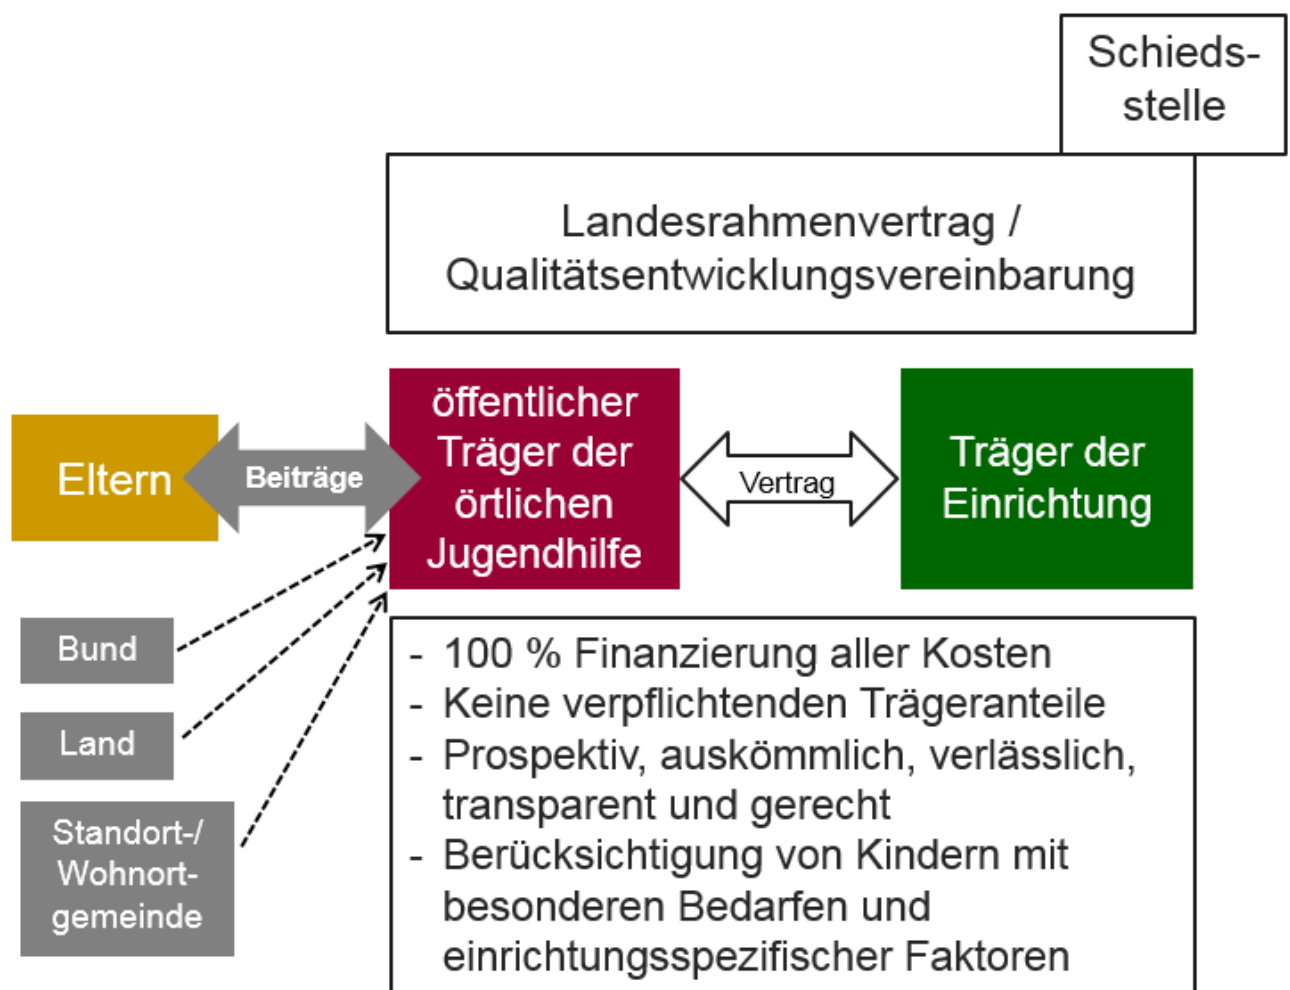 Schieds-
stelle
Landesrahmenvertrag /
Qualitätsentwicklungsvereinbarung
Eltern
Beiträge
öffentlicher
Träger der
örtlichen
Jugendhilfe
Vertrag
Träger der
Einrichtung
Bund
Land
Standort-/
Wohnort-
gemeinde
- 100 % Finanzierung aller Kosten
- Keine verpflichtenden Trägeranteile
- Prospektiv, auskömmlich, verlässlich,
transparent und gerecht
- Berücksichtigung von Kindern mit
besonderen Bedarfen und
einrichtungsspezifischer Faktoren